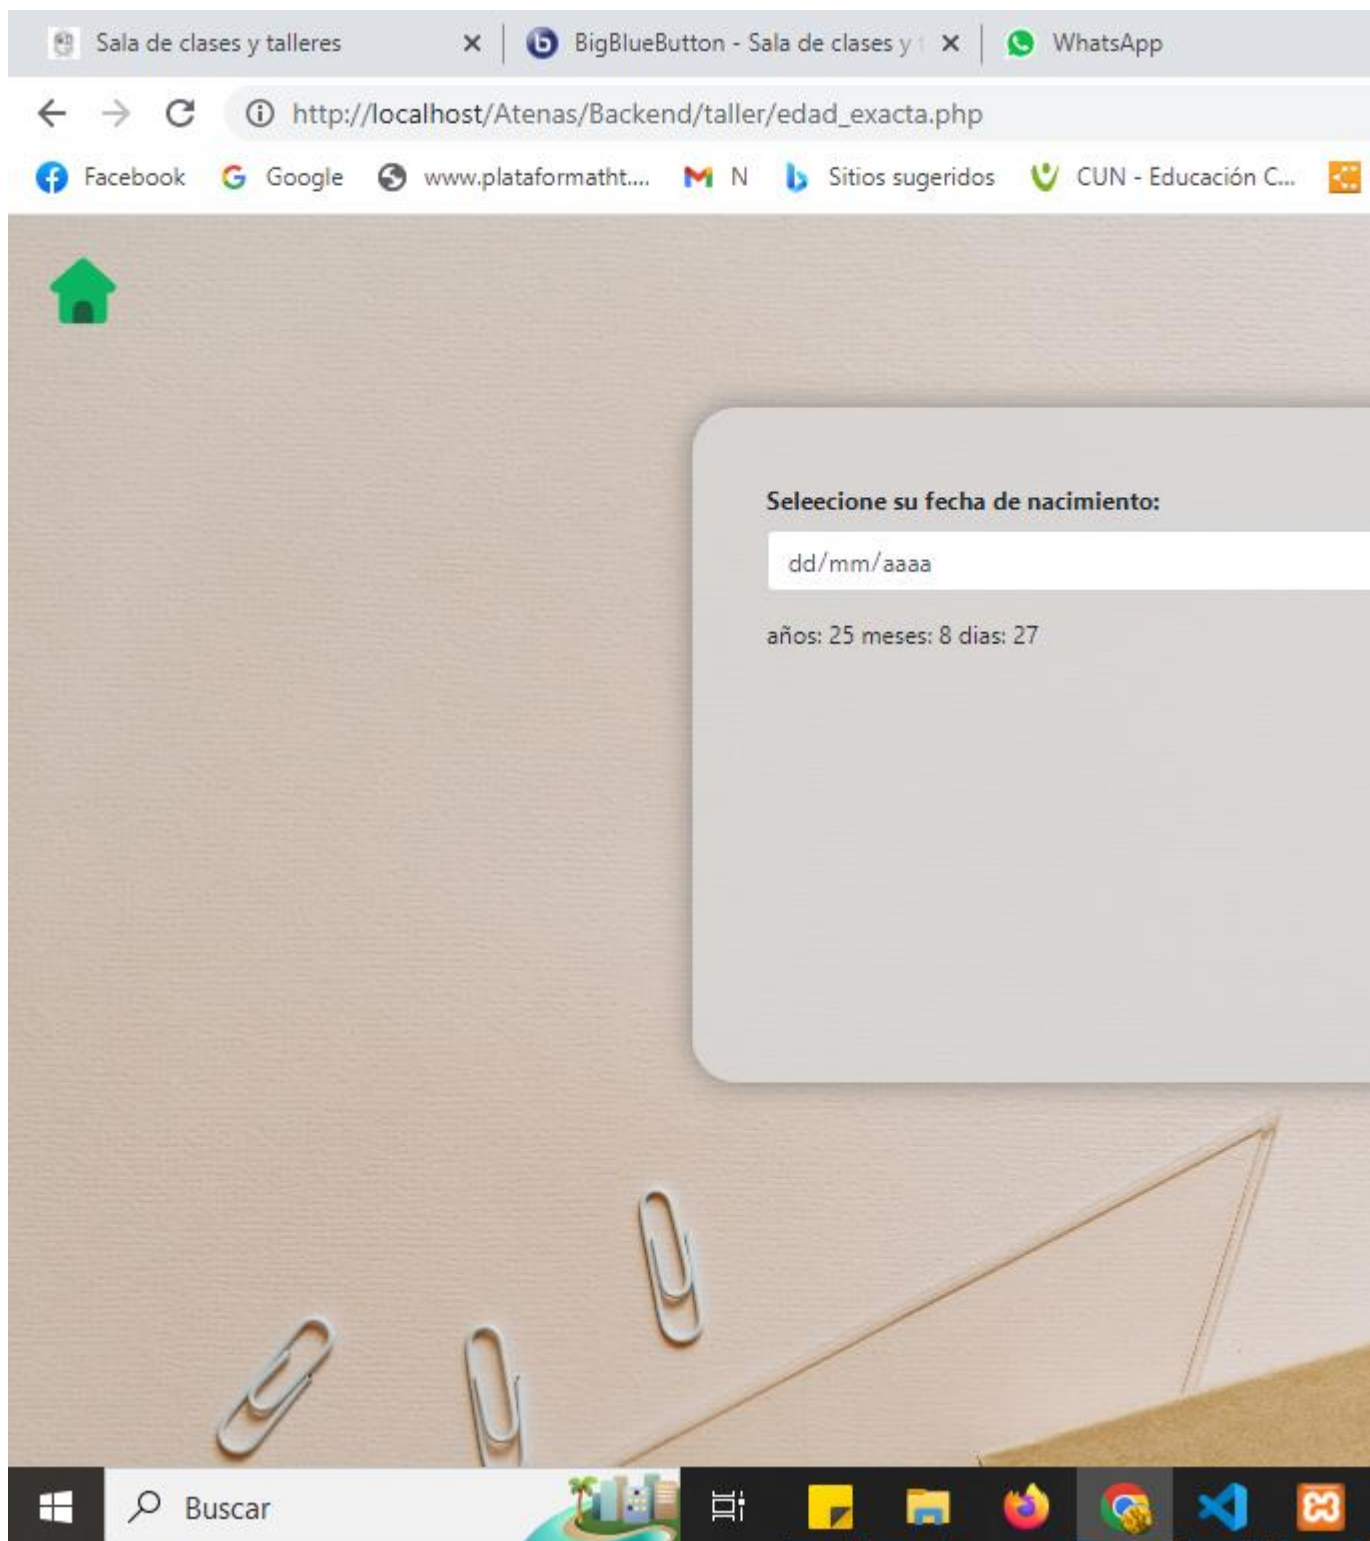 Sala de clases y talleres
BigBlueButton - Sala de clases y
WhatsApp
http://localhost/Atenas/Backend/taller/edad_exacta.php
Facebook Google www.plataformatht.... N Sitios sugeridos CUN - Educación C...
Seleecione su fecha de nacimiento:
dd/mm/aaaa
años: 25 meses: 8 dias: 27
Buscar